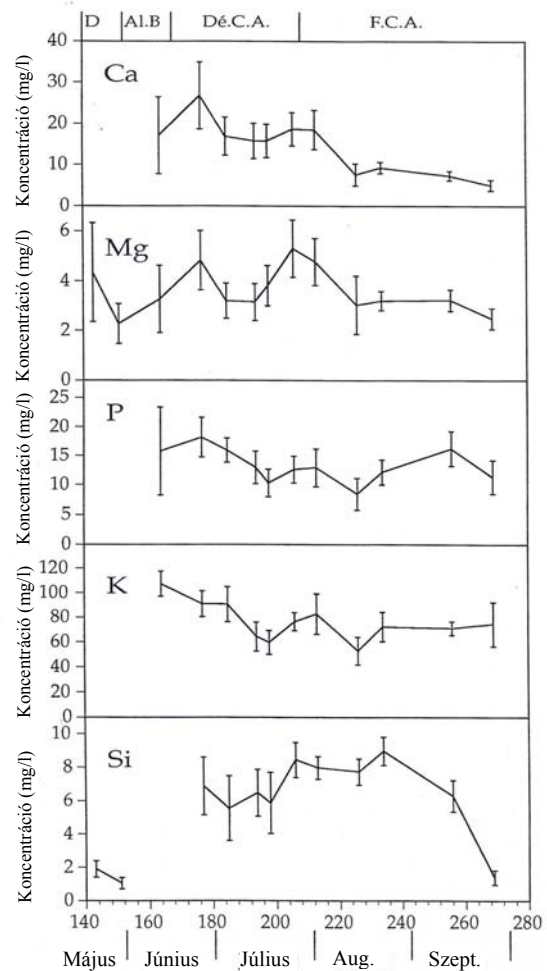 D Al.B Dé.C.A. F.C.A.
Koncentráció (mg/l)
40
30
20
10
0
Ca
Koncentráció (mg/l)
6
4
2
0
Mg
Koncentráció (mg/l)
25
20
15
10
5
0
P
Koncentráció (mg/l)
120
100
80
60
40
20
0
K
Koncentráció (mg/l)
10
8
6
4
2
0
Si
140 160 180 200 220 240 260 280
Május Június Július Aug. Szept.